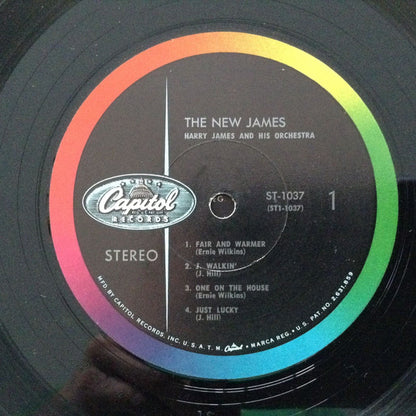 THE NEW JAMES
HARRY JAMES AND HIS ORCHESTRA
Capitol
RECORDS
ST-1037
(ST1-1037)
1
STEREO
1. FAIR AND WARMER
(Ernie Wilkins)
2. J. WALKIN'
(J. Hill)
3. ONE ON THE HOUSE
(Ernie Wilkins)
4. JUST LUCKY
(J. Hill)
MFD. BY CAPITOL RECORDS, INC. U.S.A. T.M. Capitol MARCA REG. • U.S. PAT. NO. 2,631,859